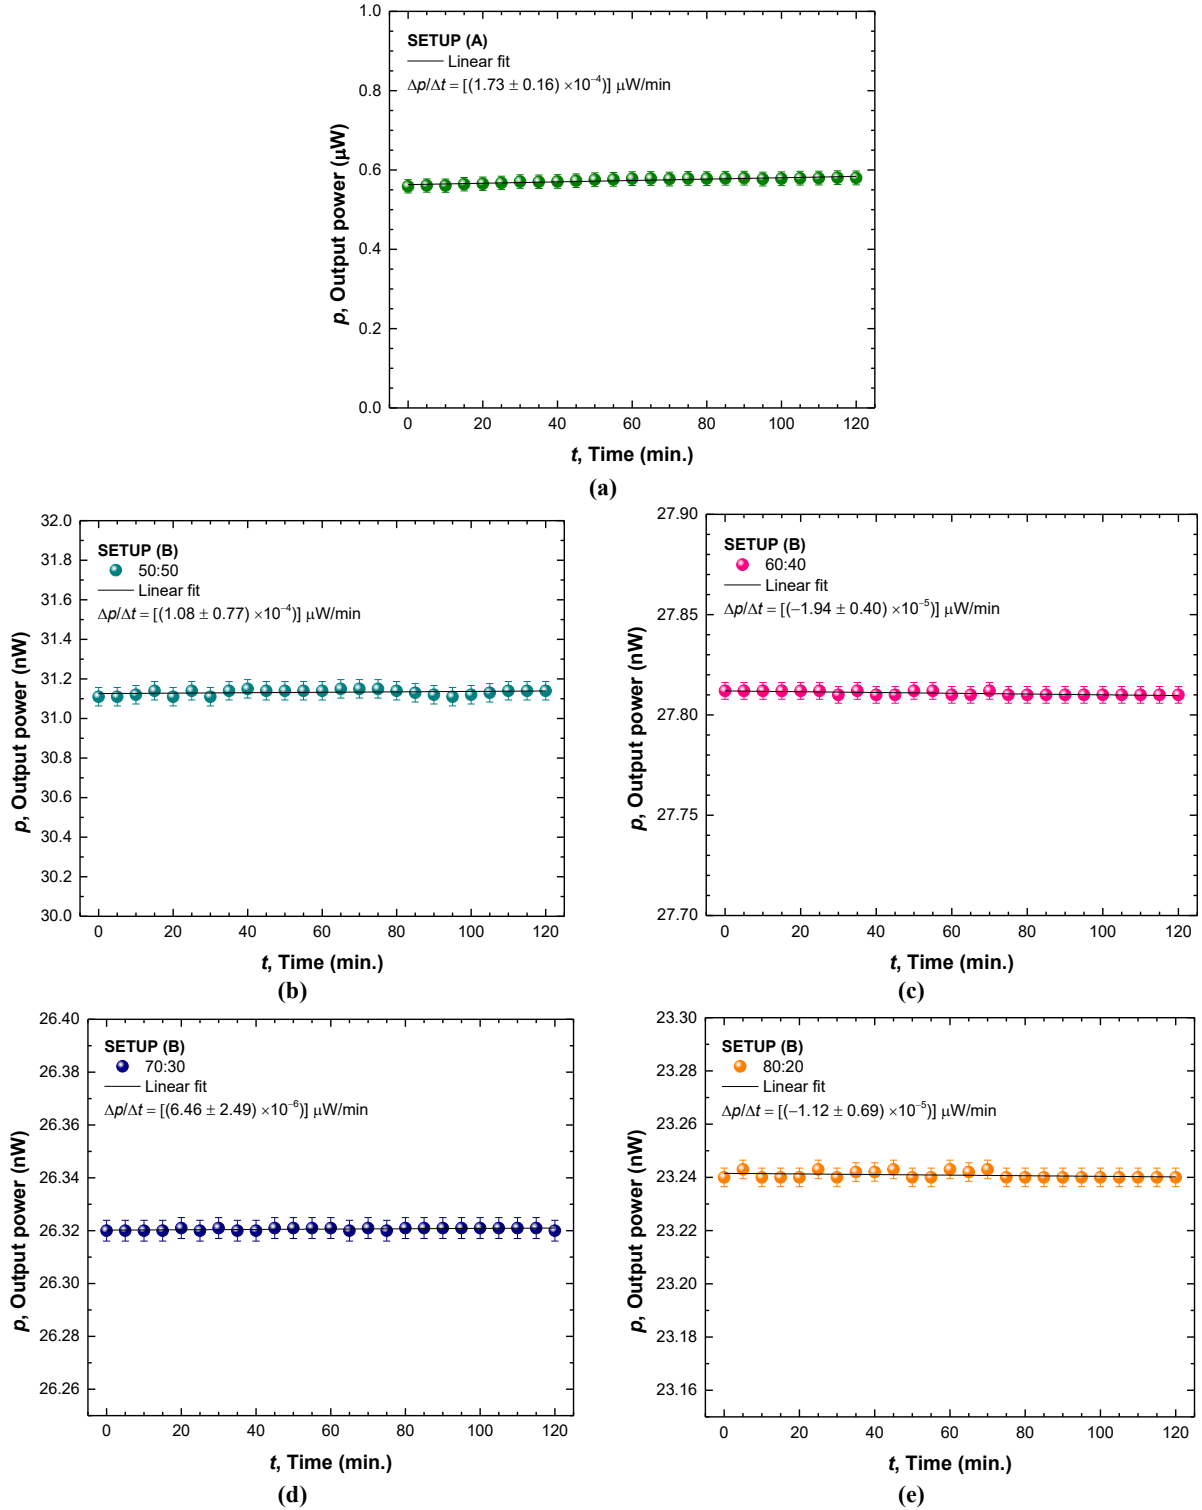 SETUP (A)
Linear fit
Δp/Δt = [(1.73 ± 0.16) ×10⁻⁴)] μW/min
p, Output power (μW)
1.0
0.8
0.6
0.4
0.2
0.0
0 20 40 60 80 100 120
t, Time (min.)
(a)
SETUP (B)
50:50
Linear fit
Δp/Δt = [(1.08 ± 0.77) ×10⁻⁴)] μW/min
p, Output power (nW)
32.0
31.8
31.6
31.4
31.2
31.0
30.8
30.6
30.4
30.2
30.0
0 20 40 60 80 100 120
t, Time (min.)
(b)
SETUP (B)
60:40
Linear fit
Δp/Δt = [(−1.94 ± 0.40) ×10⁻⁵)] μW/min
p, Output power (nW)
27.90
27.85
27.80
27.75
27.70
0 20 40 60 80 100 120
t, Time (min.)
(c)
SETUP (B)
70:30
Linear fit
Δp/Δt = [(6.46 ± 2.49) ×10⁻⁶)] μW/min
p, Output power (nW)
26.40
26.38
26.36
26.34
26.32
26.30
26.28
26.26
0 20 40 60 80 100 120
t, Time (min.)
(d)
SETUP (B)
80:20
Linear fit
Δp/Δt = [(−1.12 ± 0.69) ×10⁻⁵)] μW/min
p, Output power (nW)
23.30
23.28
23.26
23.24
23.22
23.20
23.18
23.16
0 20 40 60 80 100 120
t, Time (min.)
(e)